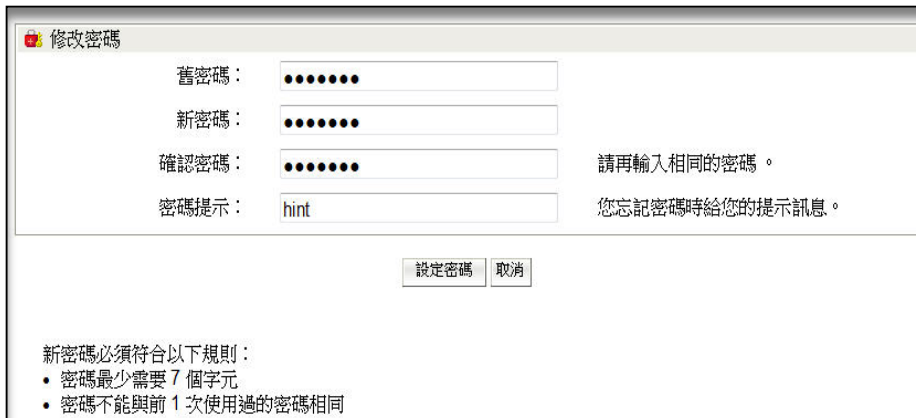 修改密碼
舊密碼： ●●●●●●●
新密碼： ●●●●●●●
確認密碼： ●●●●●●● 請再輸入相同的密碼。
密碼提示： hint 您忘記密碼時給您的提示訊息。
設定密碼 取消
新密碼必須符合以下規則：
• 密碼最少需要 7 個字元
• 密碼不能與前 1 次使用過的密碼相同